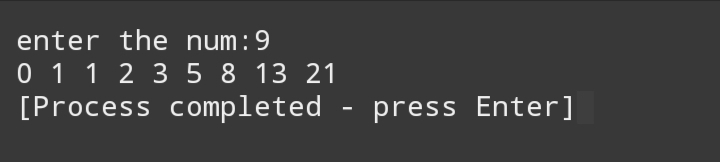 enter the num:9
0 1 1 2 3 5 8 13 21
[Process completed - press Enter]